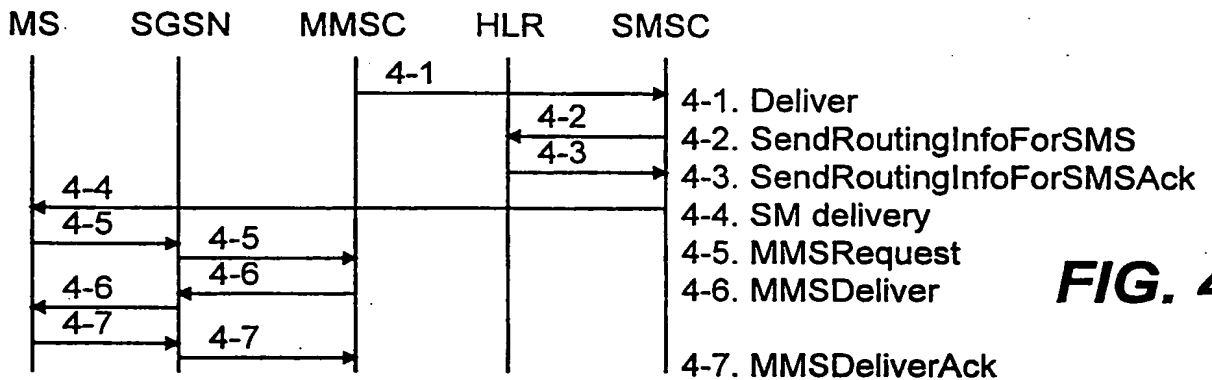 MS SGSN MMSC HLR SMSC
4-1
4-1. Deliver
4-2
4-2. SendRoutingInfoForSMS
4-3
4-3. SendRoutingInfoForSMSAck
4-4
4-4. SM delivery
4-5
4-5
4-5. MMSRequest
4-6
4-6
4-6. MMSDeliver
FIG. 4
4-7
4-7
4-7. MMSDeliverAck